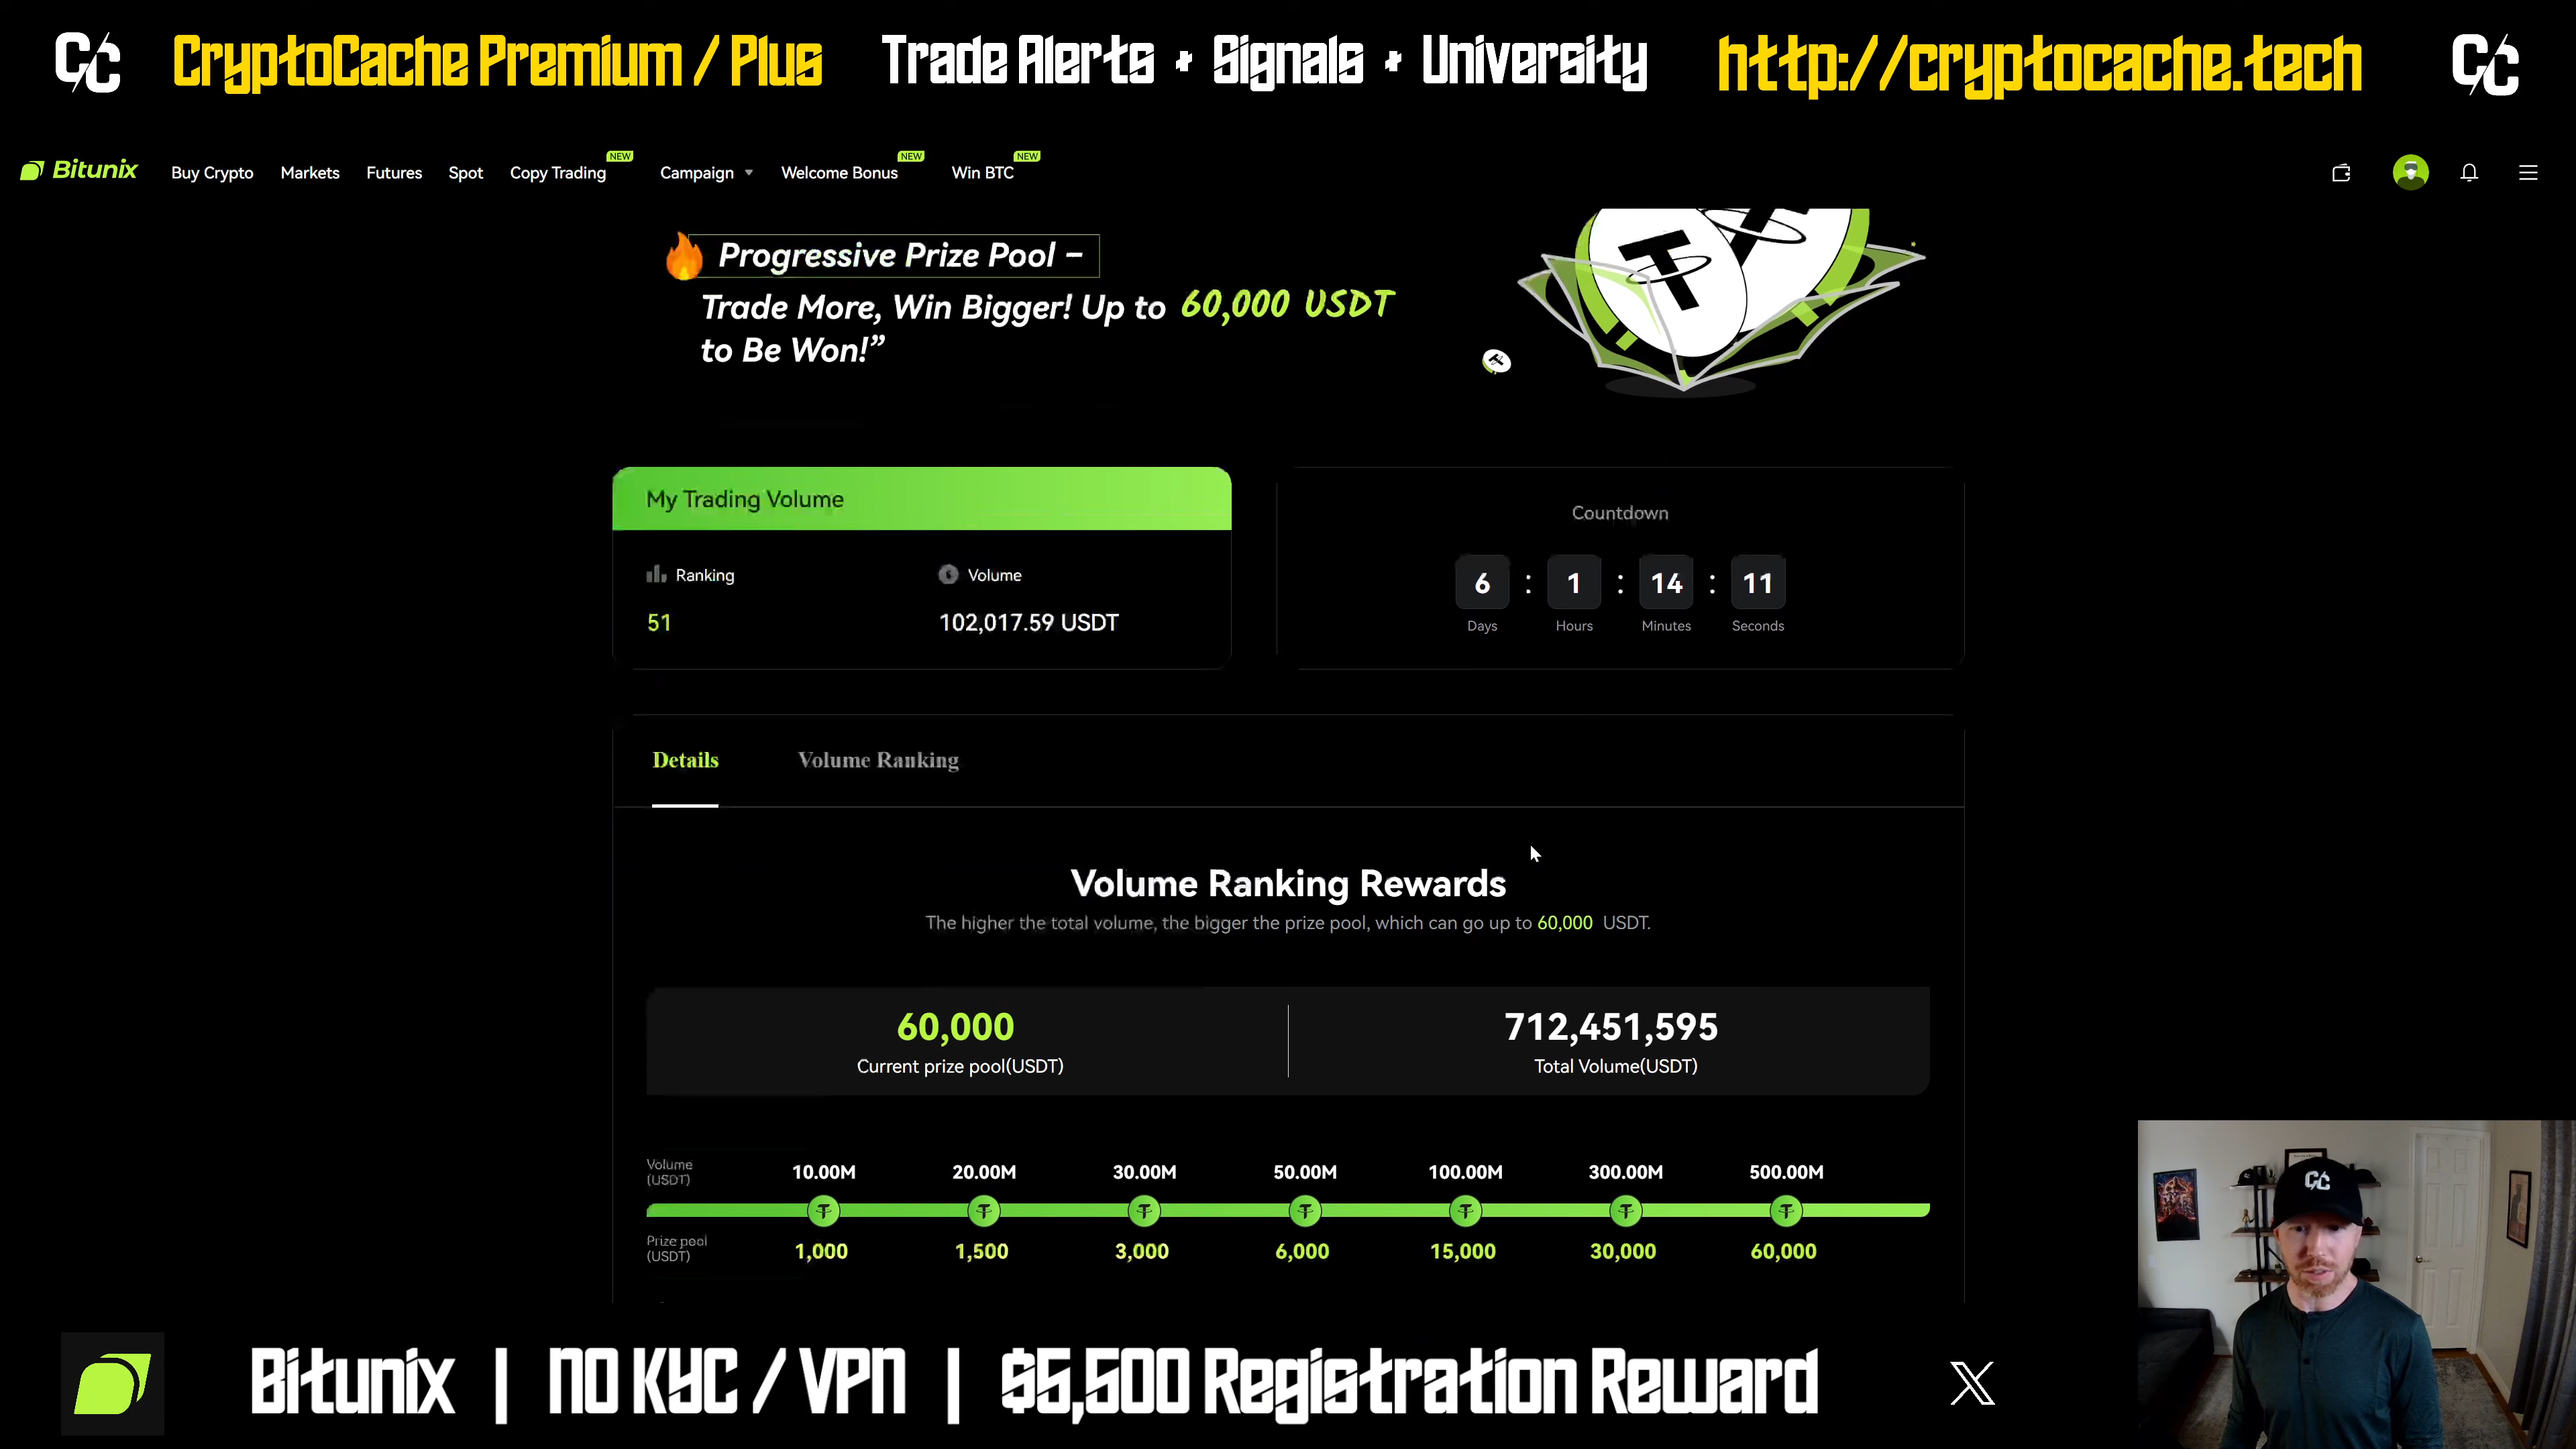 CryptoCache Premium / Plus Trade Alerts + Signals + University http://cryptocache.tech
Bitunix Buy Crypto Markets Futures Spot Copy Trading NEW Campaign Welcome Bonus NEW Win BTC NEW
Progressive Prize Pool –
Trade More, Win Bigger! Up to 60,000 USDT
to Be Won!”
My Trading Volume
Ranking Volume
51 102,017.59 USDT
Countdown
6 : 1 : 14 : 11
Days Hours Minutes Seconds
Details Volume Ranking
Volume Ranking Rewards
The higher the total volume, the bigger the prize pool, which can go up to 60,000 USDT.
60,000 712,451,595
Current prize pool(USDT) Total Volume(USDT)
Volume
(USDT)
10.00M 20.00M 30.00M 50.00M 100.00M 300.00M 500.00M
Prize pool
(USDT)
1,000 1,500 3,000 6,000 15,000 30,000 60,000
Bitunix | NO KYC / VPN | $5,500 Registration Reward